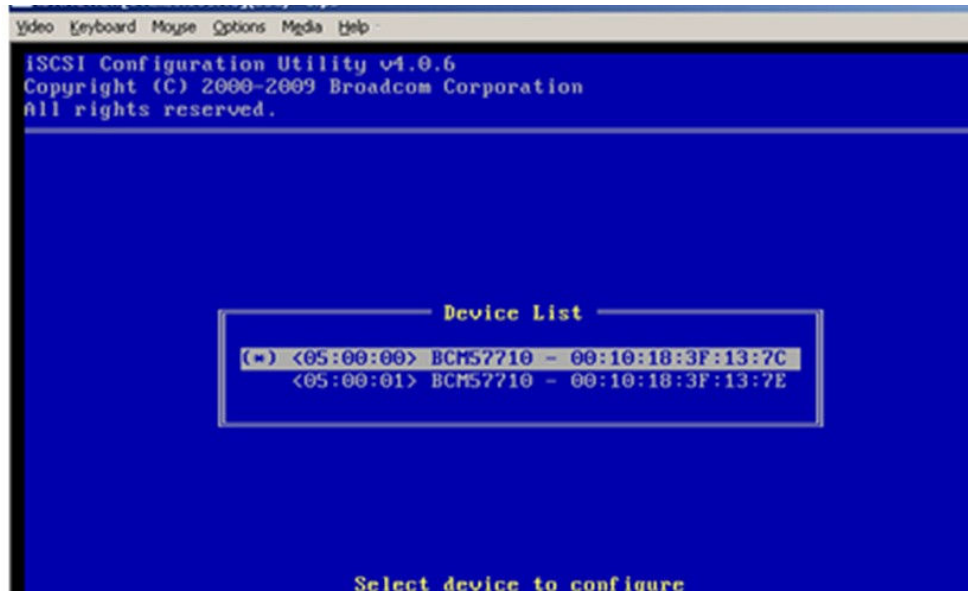 Video Keyboard Mouse Options Media Help
iSCSI Configuration Utility v4.0.6
Copyright (C) 2000-2009 Broadcom Corporation
All rights reserved.
Device List
(*) <05:00:00> BCM57710 - 00:10:18:3F:13:7C
<05:00:01> BCM57710 - 00:10:18:3F:13:7E
Select device to configure